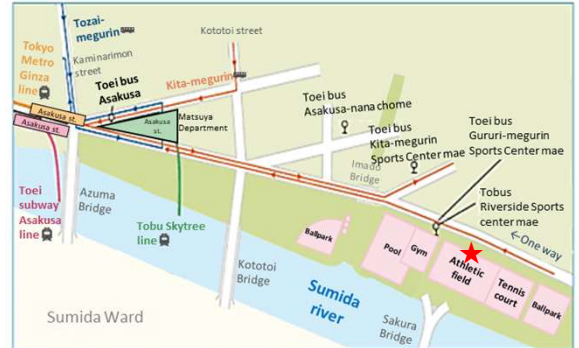 Tozai-
megurin
Kototoi street
Tokyo
Metro
Ginza
line
Kaminarimon
street
Toei bus
Asakusa
Kita-megurin
Asakusa st.
Asakusa st.
Asakusa
st.
Matsuya
Department
Toei bus
Asakusa-nana chome
Toei bus
Kita-megurin
Sports Center mae
Toei bus
Gururi-megurin
Sports Center mae
Imado
Bridge
Tobus
Riverside Sports
center mae
←One way
Toei
subway
Asakusa
line
Azuma
Bridge
Tobu Skytree
line
Kototoi
Bridge
Ballpark
Pool
Gym
Athletic
field
Tennis
court
Ballpark
Sumida
river
Sakura
Bridge
Sumida Ward